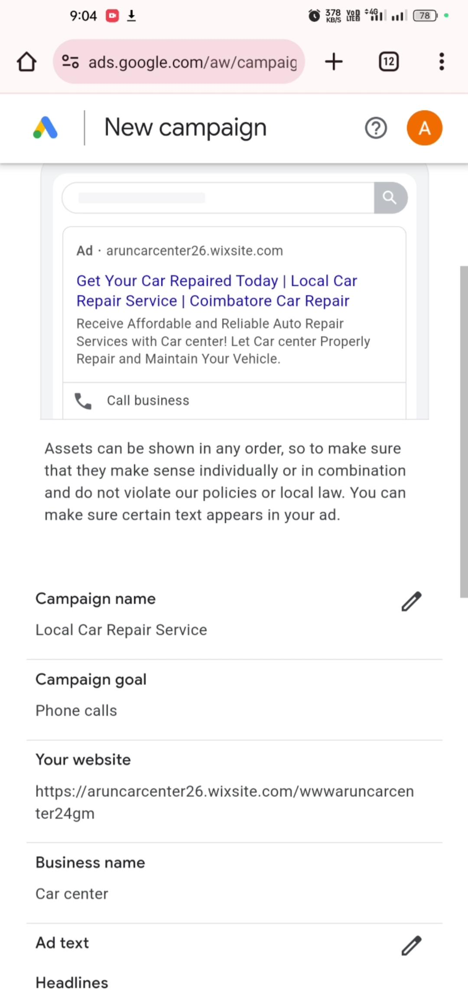 9:04
378 KB/S
4G
78
ads.google.com/aw/campaig
12
New campaign
A
Ad · aruncarcenter26.wixsite.com
Get Your Car Repaired Today | Local Car
Repair Service | Coimbatore Car Repair
Receive Affordable and Reliable Auto Repair
Services with Car center! Let Car center Properly
Repair and Maintain Your Vehicle.
Call business
Assets can be shown in any order, so to make sure
that they make sense individually or in combination
and do not violate our policies or local law. You can
make sure certain text appears in your ad.
Campaign name
Local Car Repair Service
Campaign goal
Phone calls
Your website
https://aruncarcenter26.wixsite.com/wwwaruncarcen
ter24gm
Business name
Car center
Ad text
Headlines